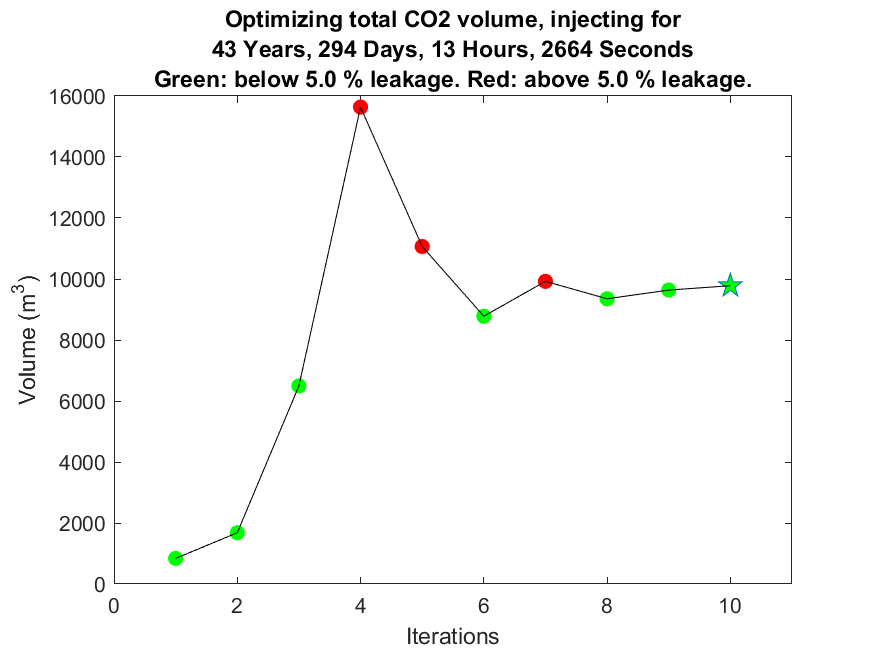 Optimizing total CO2 volume, injecting for
43 Years, 294 Days, 13 Hours, 2664 Seconds
Green: below 5.0 % leakage. Red: above 5.0 % leakage.
16000
14000
12000
10000
8000
6000
4000
2000
0
Volume (m³)
0 2 4 6 8 10
Iterations